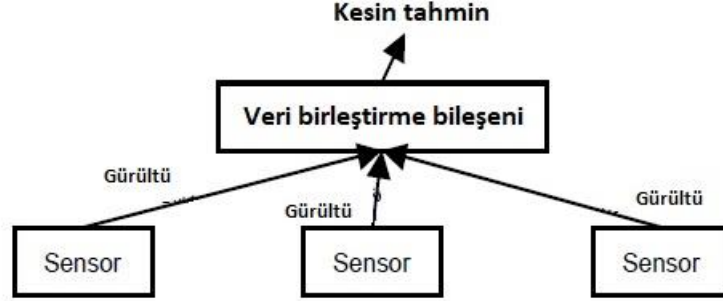 Kesin tahmin
Veri birleştirme bileşeni
Gürültü
Gürültü
Gürültü
Sensor
Sensor
Sensor